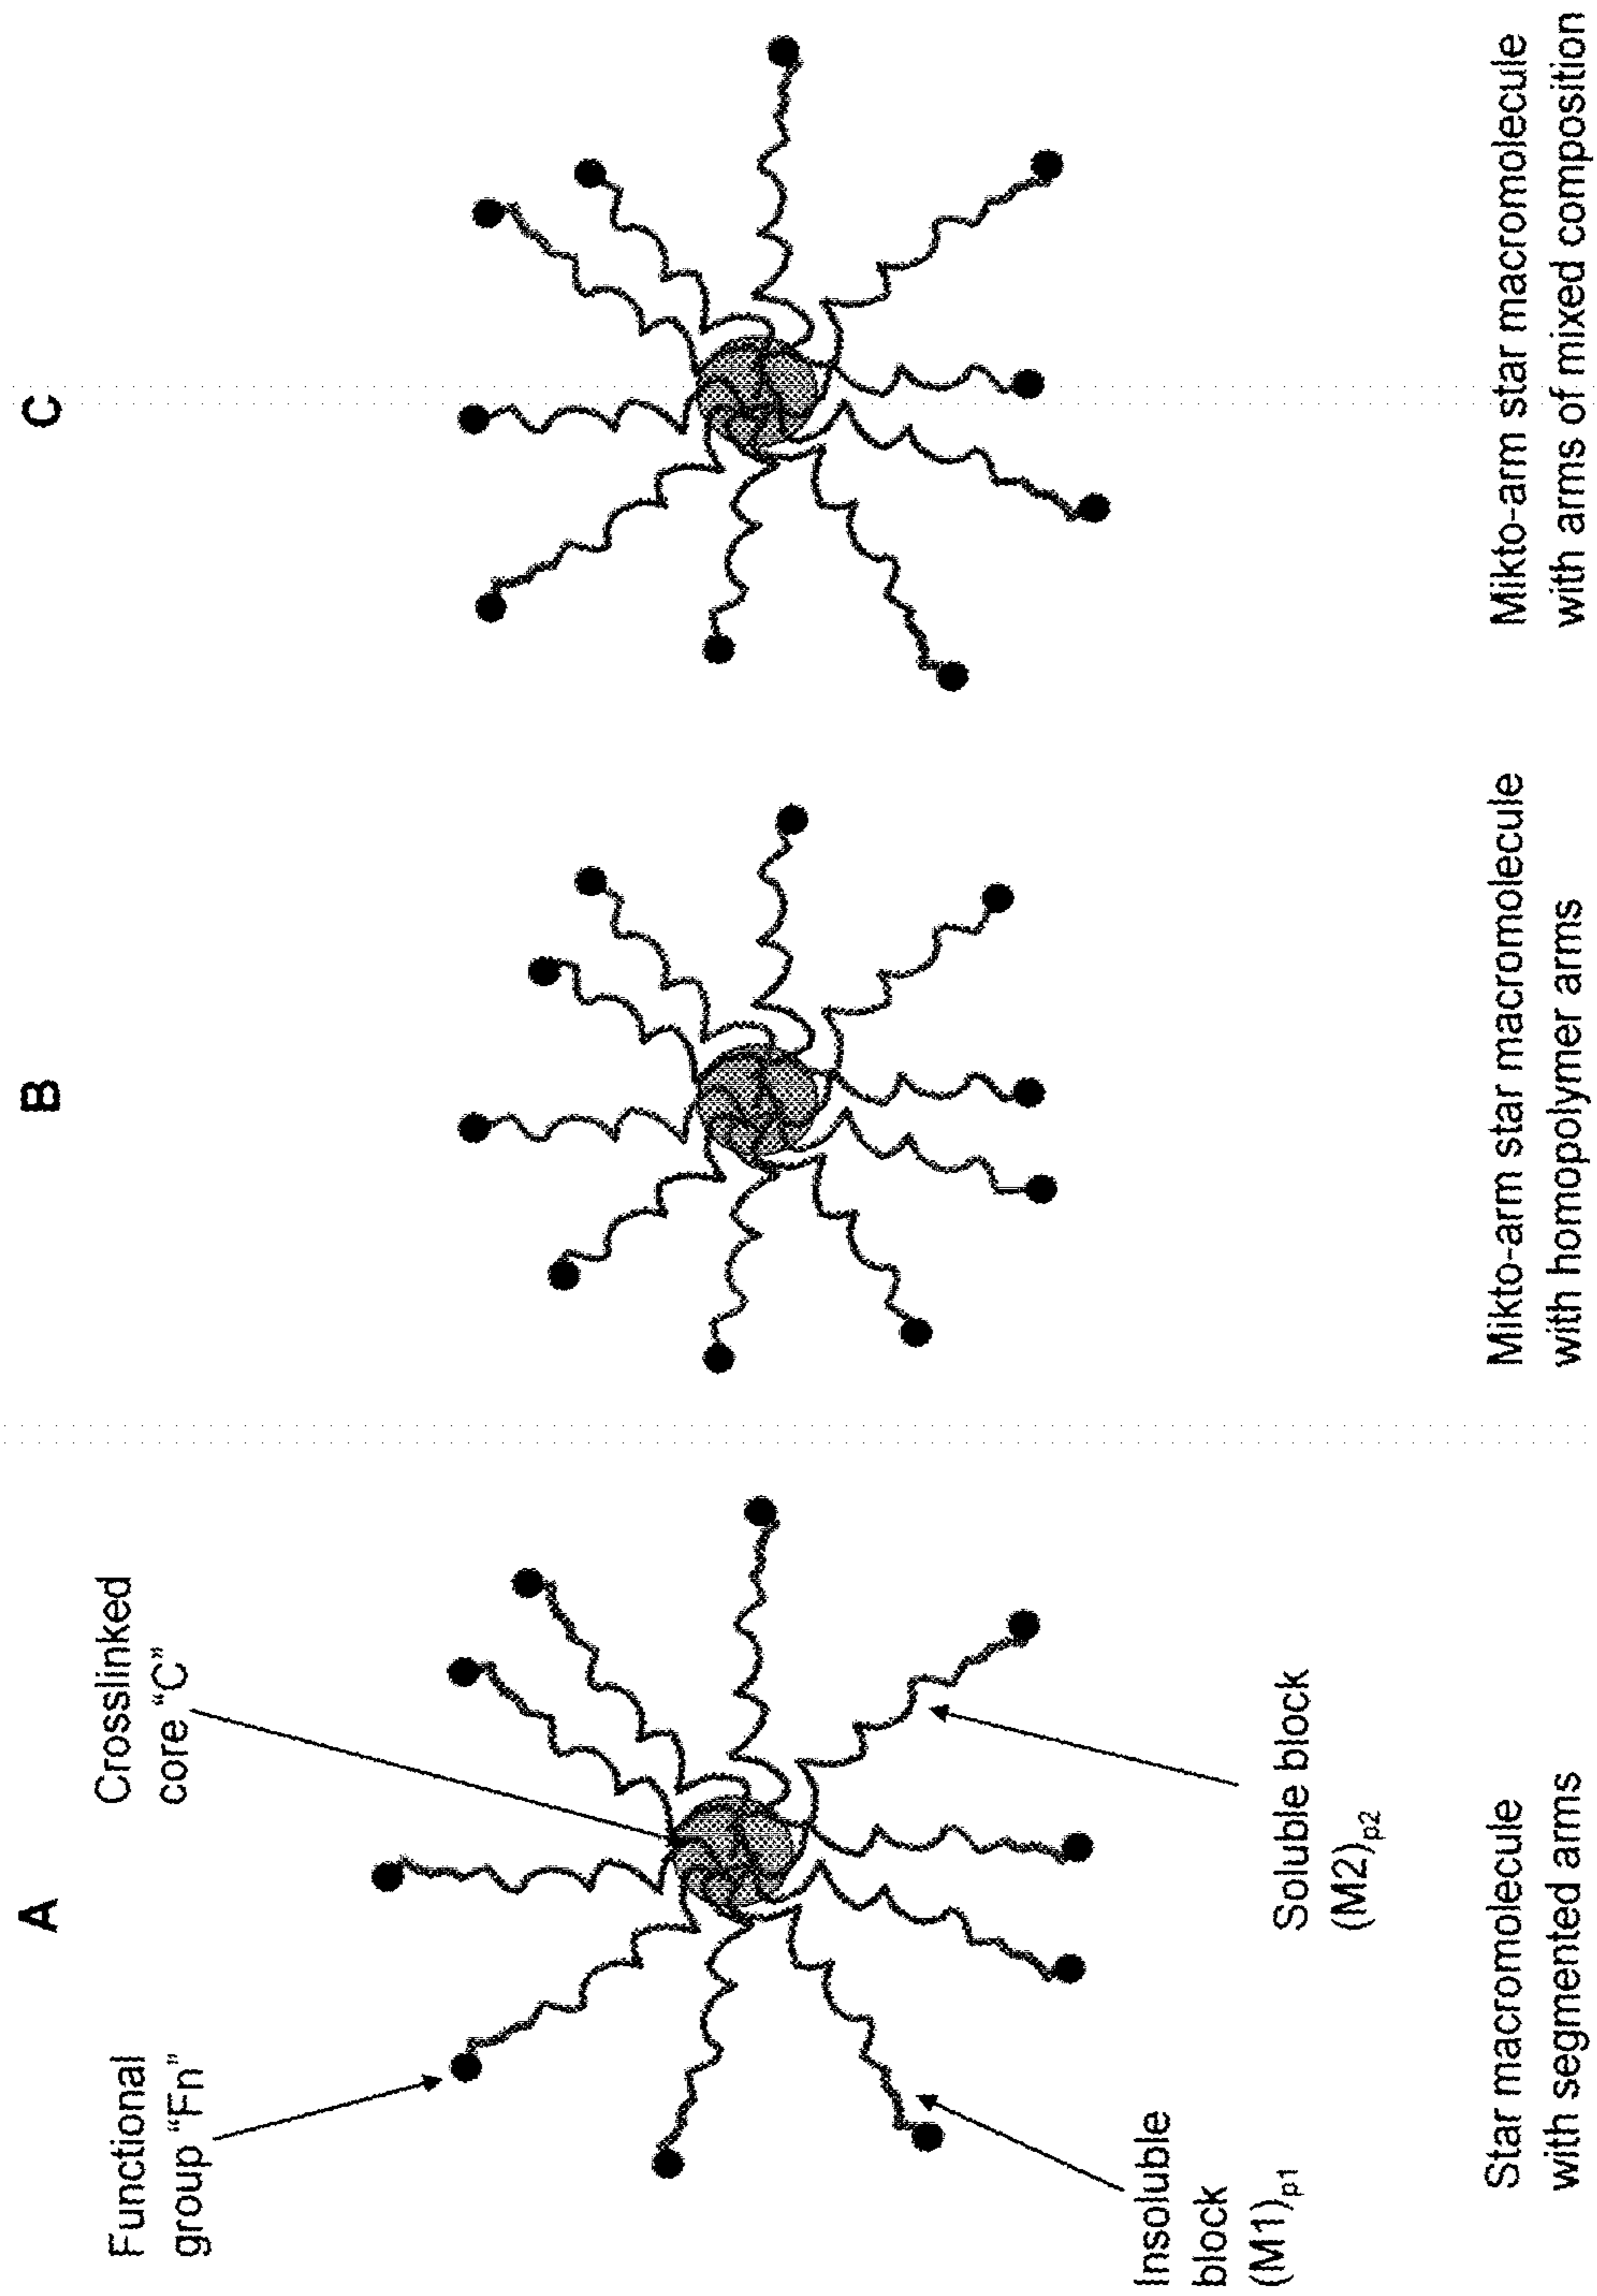 A
Functional
group “Fn”
Crosslinked
core “C”
Insoluble
block
(M1)p1
Soluble block
(M2)p2
Star macromolecule
with segmented arms
B
Mikto-arm star macromolecule
with homopolymer arms
C
Mikto-arm star macromolecule
with arms of mixed composition